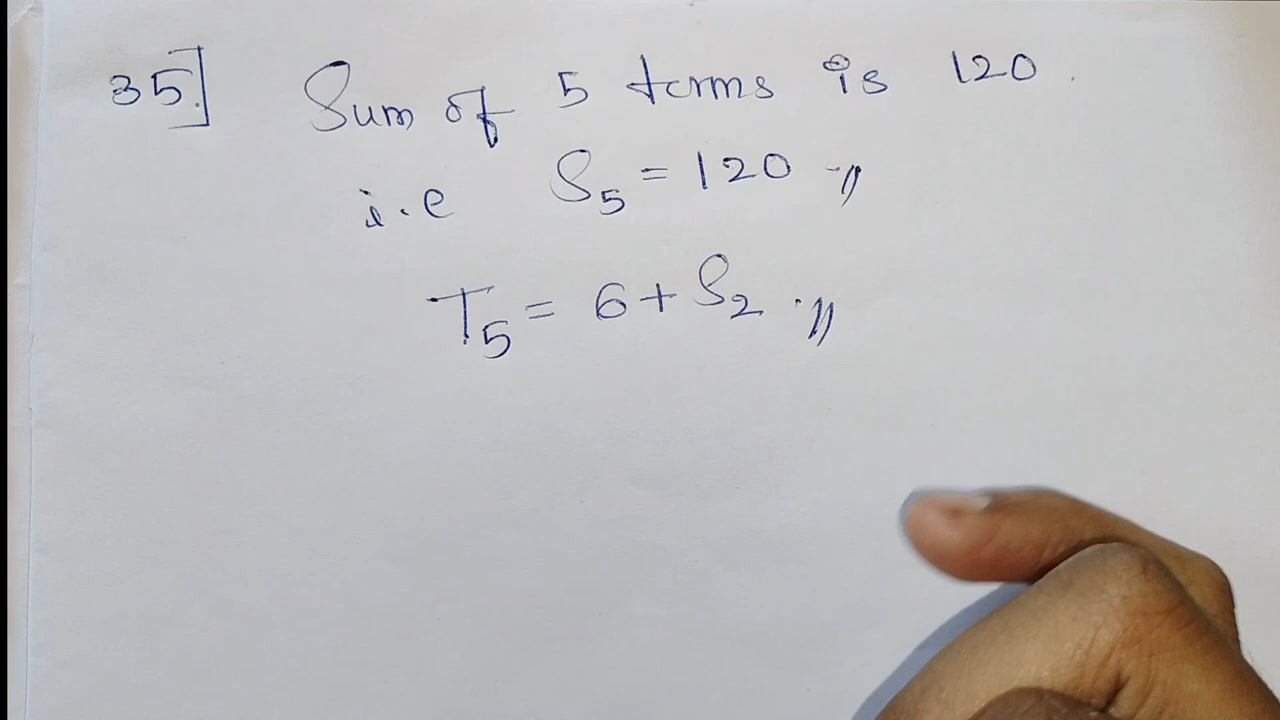 35] Sum of 5 terms is 120.
i.e S5 = 120 .,,
T5 = 6 + S2 .,,